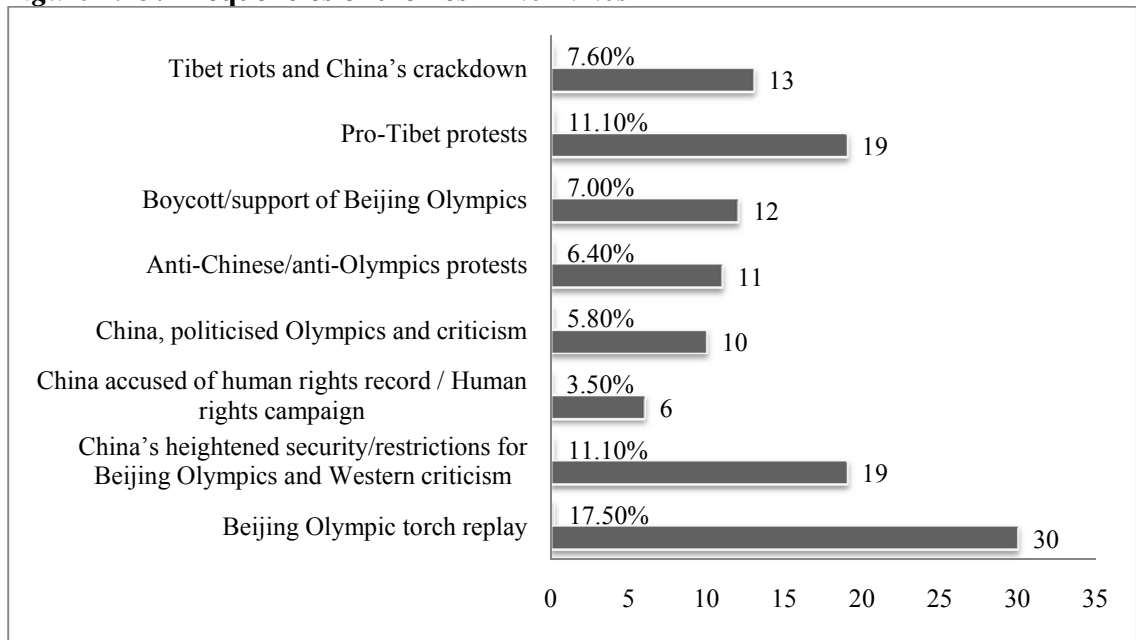 Tibet riots and China’s crackdown
7.60%
13
Pro-Tibet protests
11.10%
19
Boycott/support of Beijing Olympics
7.00%
12
Anti-Chinese/anti-Olympics protests
6.40%
11
China, politicised Olympics and criticism
5.80%
10
China accused of human rights record / Human
rights campaign
3.50%
6
China’s heightened security/restrictions for
Beijing Olympics and Western criticism
11.10%
19
Beijing Olympic torch replay
17.50%
30
0 5 10 15 20 25 30 35